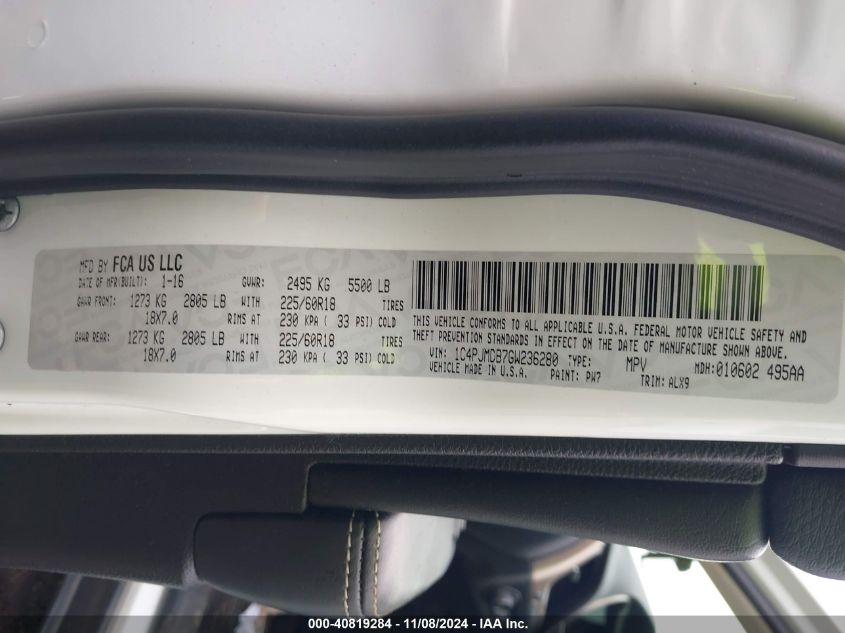 MFD BY FCA US LLC
DATE OF MFR(BUILT): 1-16 GVWR: 2495 KG 5500 LB
GAWR FRONT: 1273 KG 2805 LB WITH 225/60R18 TIRES
18X7.0 RIMS AT 230 KPA ( 33 PSI) COLD
GAWR REAR: 1273 KG 2805 LB WITH 225/60R18 TIRES
18X7.0 RIMS AT 230 KPA ( 33 PSI) COLD
THIS VEHICLE CONFORMS TO ALL APPLICABLE U.S.A. FEDERAL MOTOR VEHICLE SAFETY AND
THEFT PREVENTION STANDARDS IN EFFECT ON THE DATE OF MANUFACTURE SHOWN ABOVE.
VIN: 1C4PJMDB7GW236280 TYPE: MPV MDH:010602 495AA
VEHICLE MADE IN U.S.A. PAINT: PW7 TRIM: ALX9
000-40819284 - 11/08/2024 - IAA Inc.